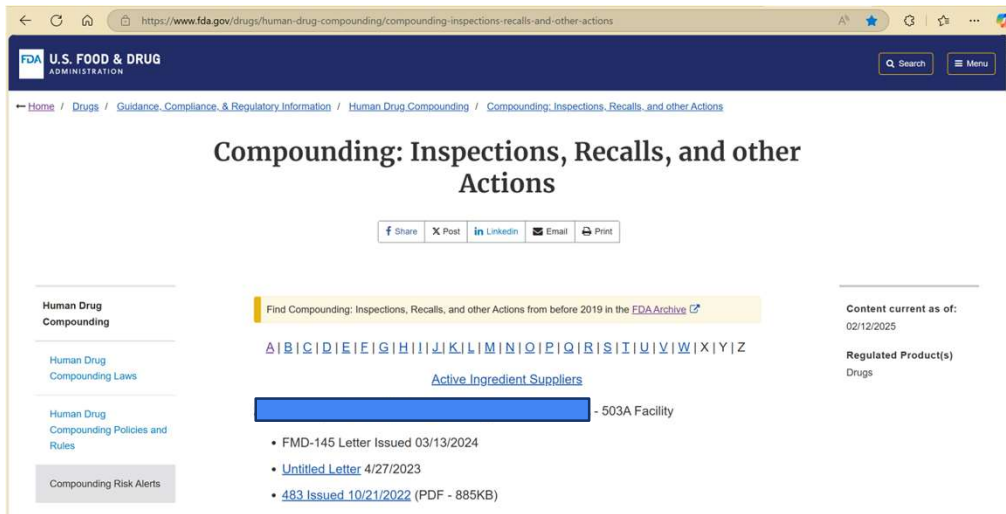 https://www.fda.gov/drugs/human-drug-compounding/compounding-inspections-recalls-and-other-actions
FDA U.S. FOOD & DRUG
ADMINISTRATION
Search
Menu
Home / Drugs / Guidance, Compliance, & Regulatory Information / Human Drug Compounding / Compounding: Inspections, Recalls, and other Actions
Compounding: Inspections, Recalls, and other
Actions
Share
Post
in Linkedin
Email
Print
Human Drug
Compounding
Human Drug
Compounding Laws
Human Drug
Compounding Policies and
Rules
Compounding Risk Alerts
Find Compounding: Inspections, Recalls, and other Actions from before 2019 in the FDA Archive
A | B | C | D | E | F | G | H | I | J | K | L | M | N | O | P | Q | R | S | T | U | V | W | X | Y | Z
Active Ingredient Suppliers
- 503A Facility
• FMD-145 Letter Issued 03/13/2024
• Untitled Letter 4/27/2023
• 483 Issued 10/21/2022 (PDF - 885KB)
Content current as of:
02/12/2025
Regulated Product(s)
Drugs